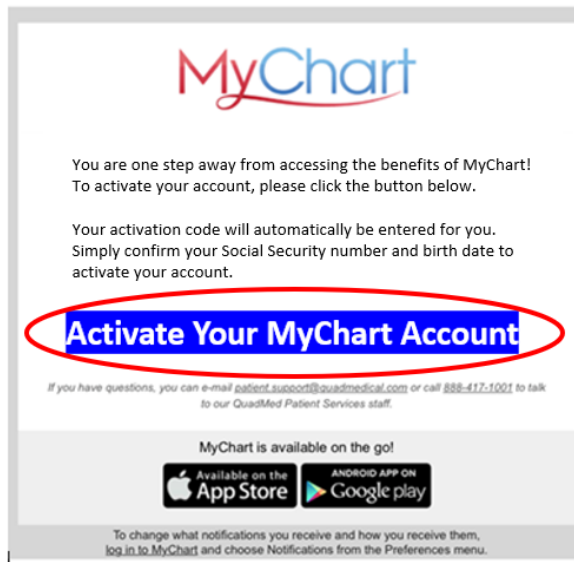 MyChart
You are one step away from accessing the benefits of MyChart!
To activate your account, please click the button below.
Your activation code will automatically be entered for you.
Simply confirm your Social Security number and birth date to
activate your account.
Activate Your MyChart Account
If you have questions, you can e-mail patient.support@quadmedical.com or call 888-417-1001 to talk
to our QuadMed Patient Services staff.
MyChart is available on the go!
Available on the
App Store
ANDROID APP ON
Google play
To change what notifications you receive and how you receive them,
log in to MyChart and choose Notifications from the Preferences menu.